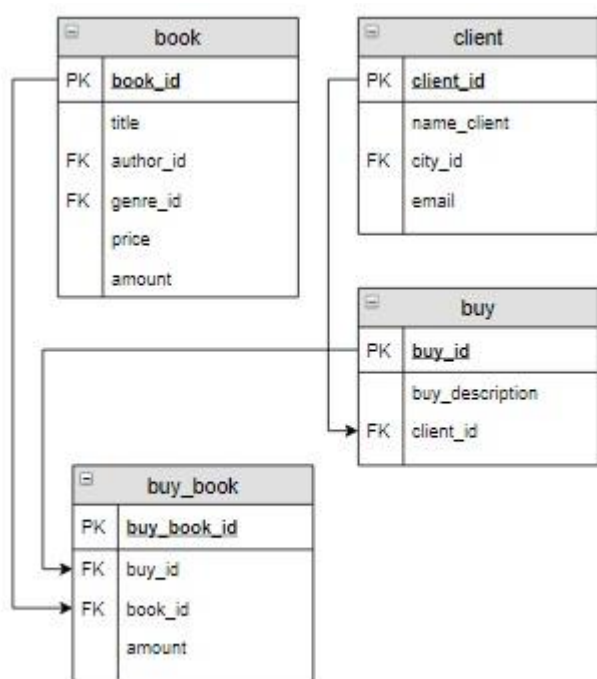 book
PK book_id
title
FK author_id
FK genre_id
price
amount
client
PK client_id
name_client
FK city_id
email
buy
PK buy_id
buy_description
FK client_id
buy_book
PK buy_book_id
FK buy_id
FK book_id
amount